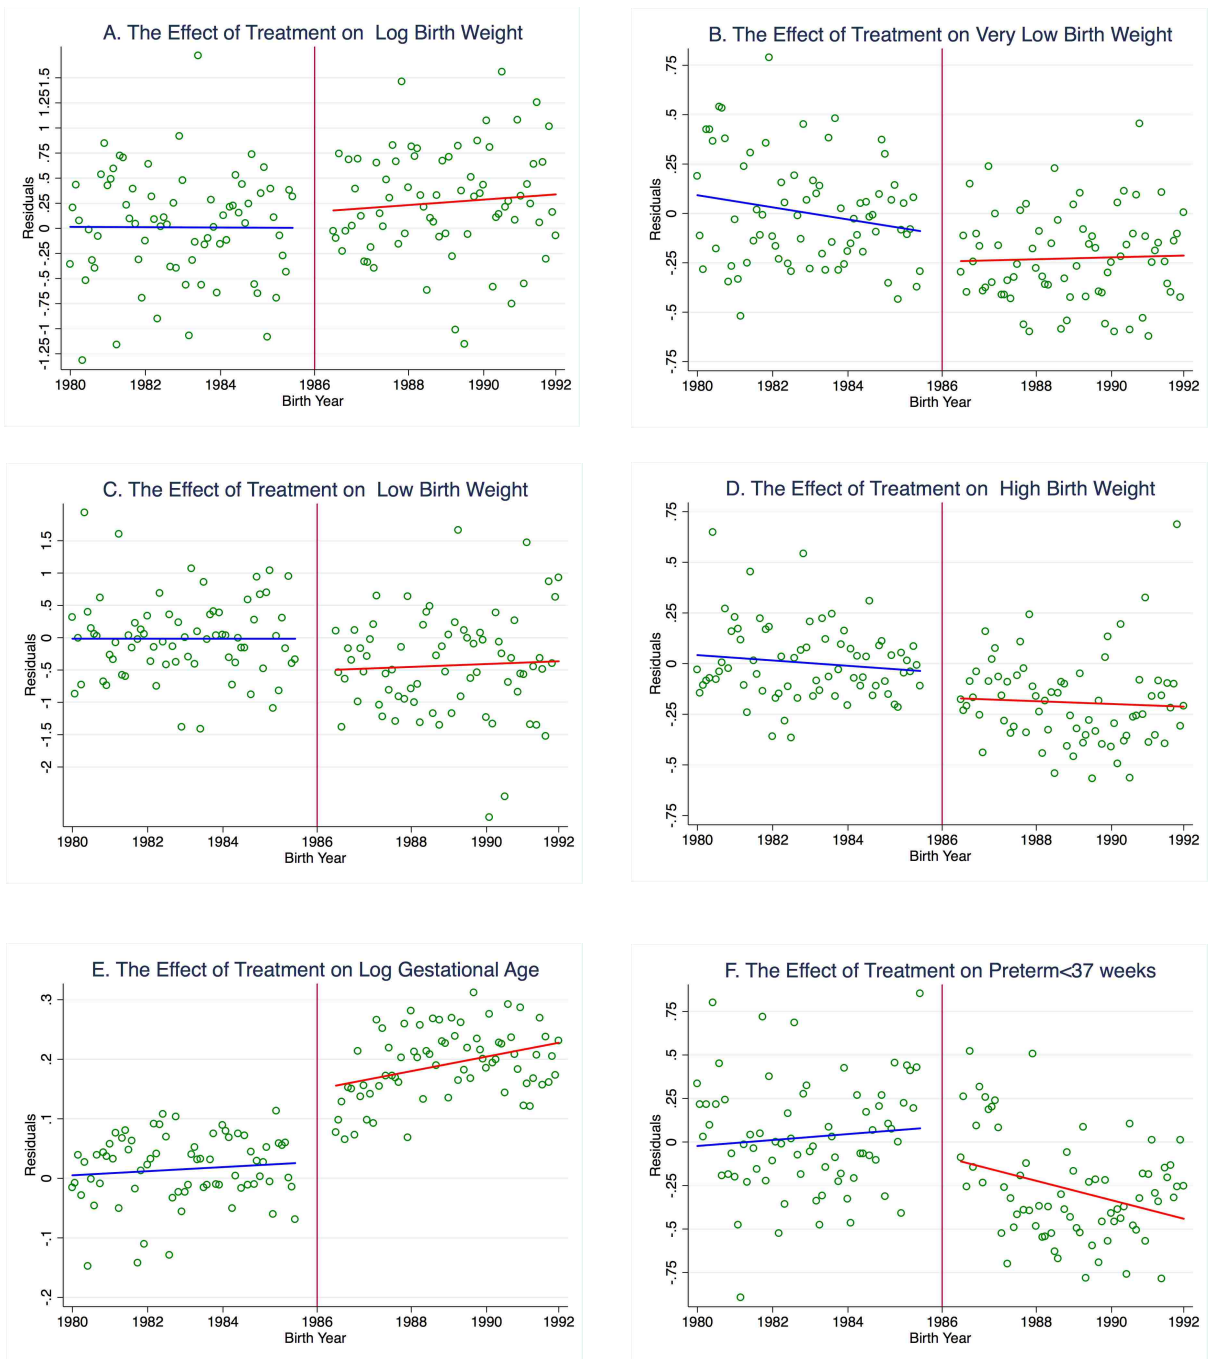 A. The Effect of Treatment on Log Birth Weight
Residuals
-1.25 -1 -.75 -.5 -.25 0 .25 .5 .75 1 1.25 1.5
1980 1982 1984 1986 1988 1990 1992
Birth Year
B. The Effect of Treatment on Very Low Birth Weight
Residuals
-.75 -.5 -.25 0 .25 .5 .75
1980 1982 1984 1986 1988 1990 1992
Birth Year
C. The Effect of Treatment on Low Birth Weight
Residuals
-2 -1.5 -1 -.5 0 .5 1 1.5
1980 1982 1984 1986 1988 1990 1992
Birth Year
D. The Effect of Treatment on High Birth Weight
Residuals
-.75 -.5 -.25 0 .25 .5 .75
1980 1982 1984 1986 1988 1990 1992
Birth Year
E. The Effect of Treatment on Log Gestational Age
Residuals
-.2 -.1 0 .1 .2 .3
1980 1982 1984 1986 1988 1990 1992
Birth Year
F. The Effect of Treatment on Preterm<37 weeks
Residuals
-.75 -.5 -.25 0 .25 .5 .75
1980 1982 1984 1986 1988 1990 1992
Birth Year